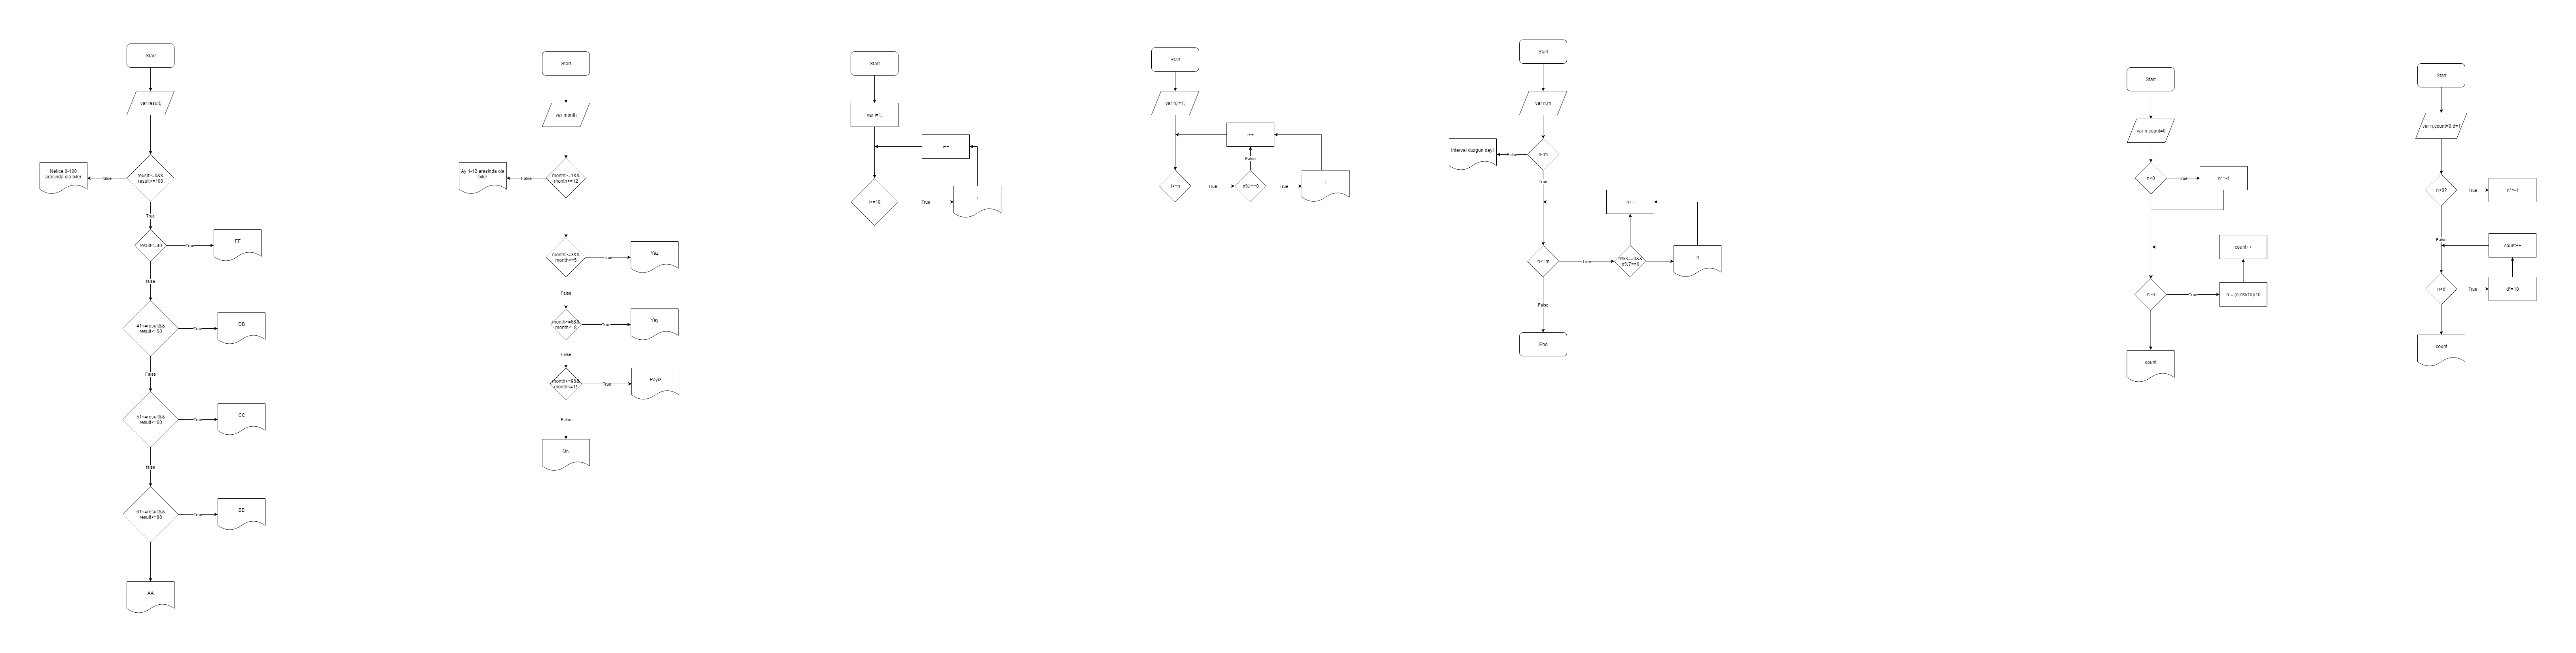 Start
var result;
reuslt>=0&&
result<=100
false
Netice 0-100
arasinda ola biler
True
result<=40
True
FF
false
41<=result&&
result<=50
True
DD
False
51<=result&&
result<=60
True
CC
false
61<=result&&
result<=80
True
BB
AA
Start
var month
month>=1&&
month<=12
False
Ay 1-12 arasinda ola
biler
month>=3&&
month<=5
True
Yaz
False
month>=6&&
month<=8
True
Yay
False
month>=9&&
month<=11
True
Payiz
False
Qis
Start
var i=1;
i++
i<=10
True
i
Start
var n,i=1;
i++
False
True
n%i==0
True
i
Start
var n,m
n<m
False
Interval duzgun deyil
True
n++
n<=m
True
n%3==0&&
n%7==0
n
False
End
Start
var n,count=0
True
n*=-1
count++
True
n = (n-n%10)/10
count
Start
var n,count=0,d=1
n<0?
True
n*=-1
False
count++
n>d
True
d*=10
count